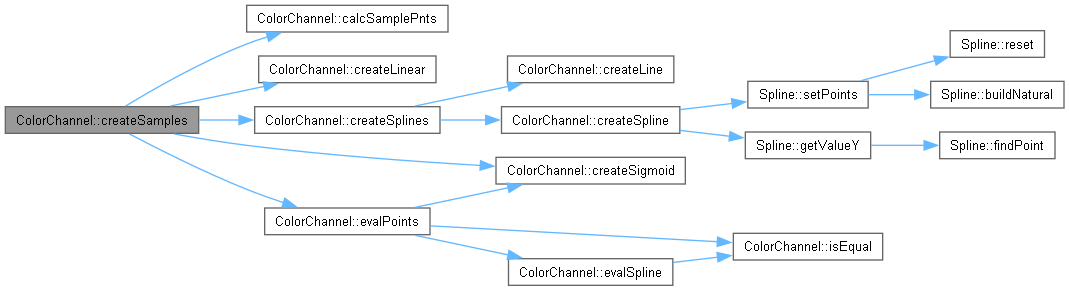 ColorChannel::calcSamplePnts
Spline::reset
ColorChannel::createLinear
ColorChannel::createLine
Spline::setPoints
Spline::buildNatural
ColorChannel::createSamples
ColorChannel::createSplines
ColorChannel::createSpline
Spline::getValueY
Spline::findPoint
ColorChannel::createSigmoid
ColorChannel::evalPoints
ColorChannel::isEqual
ColorChannel::evalSpline